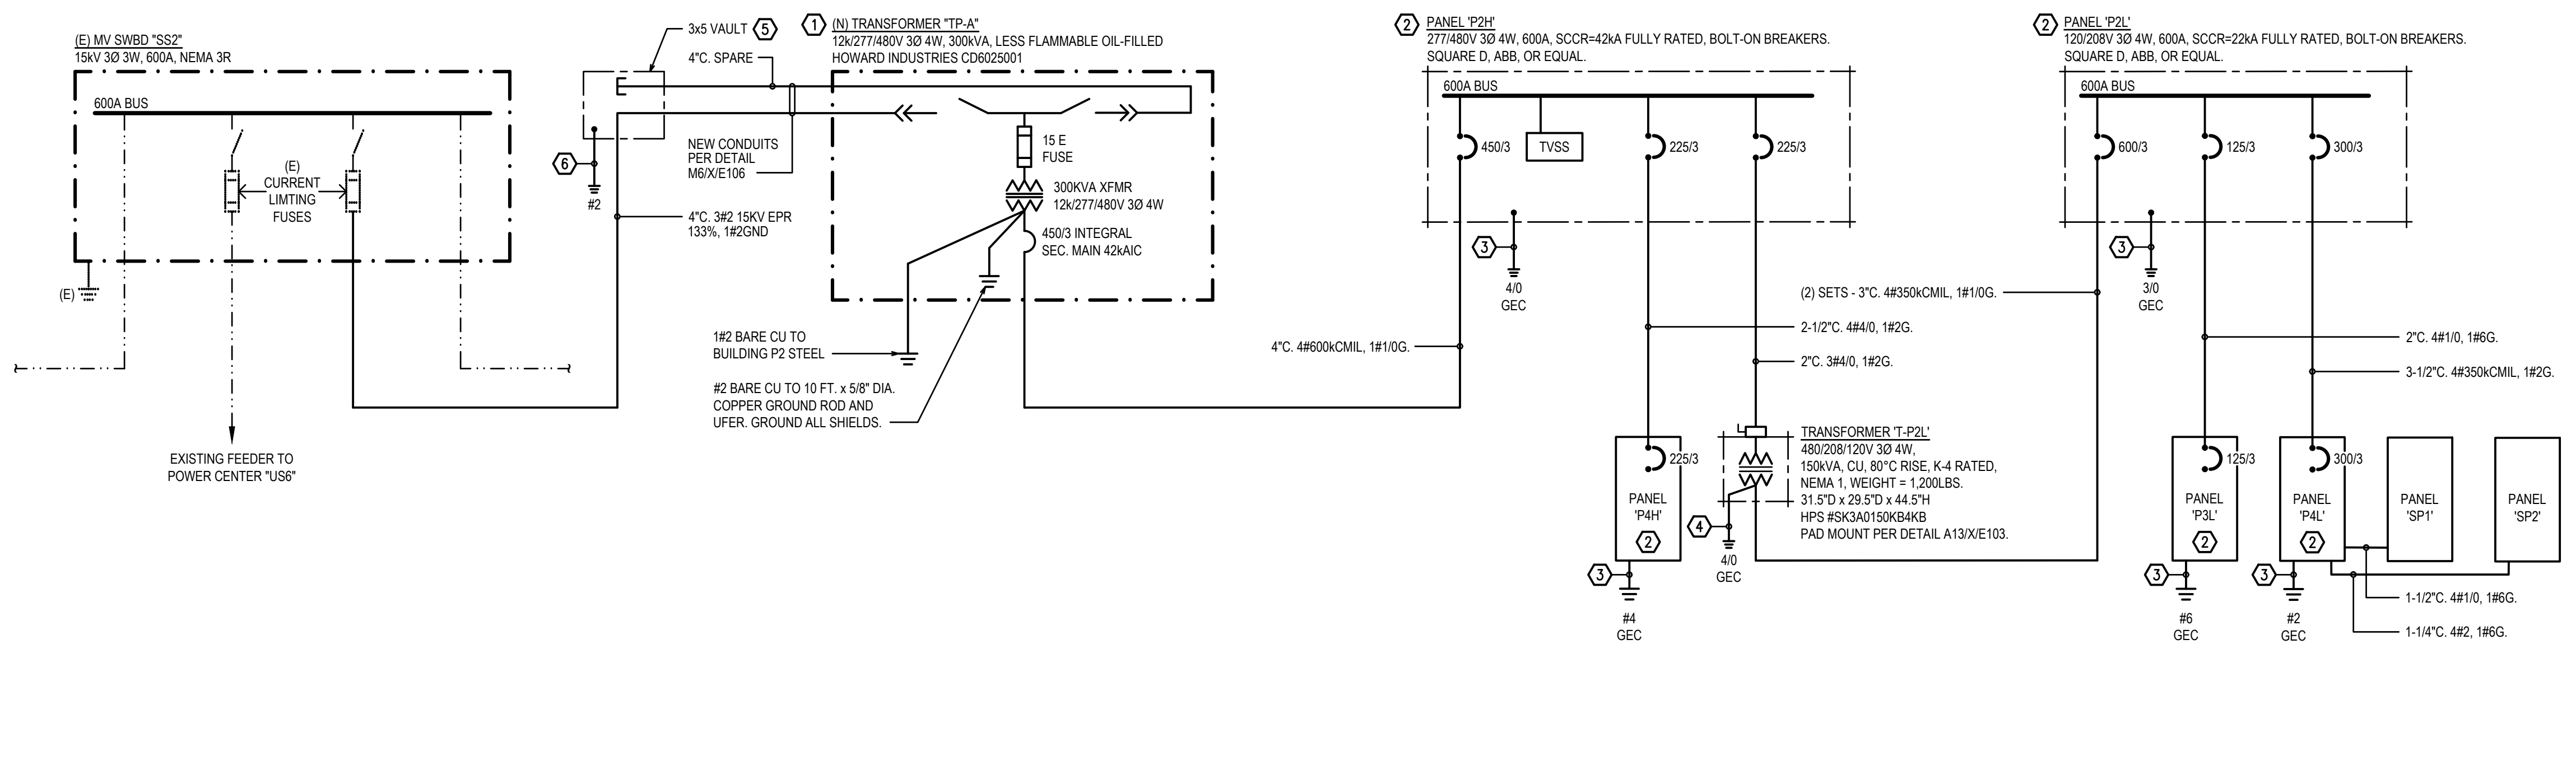 (E) MV SWBD "SS2"
15kV 3Ø 3W, 600A, NEMA 3R
600A BUS
(E)
CURRENT
LIMTING
FUSES
(E)
EXISTING FEEDER TO
POWER CENTER "US6"
3x5 VAULT
5
4"C. SPARE
6
#2
NEW CONDUITS
PER DETAIL
M6/X/E106
4"C. 3#2 15KV EPR
133%, 1#2GND
1
(N) TRANSFORMER "TP-A"
12k/277/480V 3Ø 4W, 300kVA, LESS FLAMMABLE OIL-FILLED
HOWARD INDUSTRIES CD6025001
15 E
FUSE
300KVA XFMR
12k/277/480V 3Ø 4W
450/3 INTEGRAL
SEC. MAIN 42kAIC
1#2 BARE CU TO
BUILDING P2 STEEL
#2 BARE CU TO 10 FT. x 5/8" DIA.
COPPER GROUND ROD AND
UFER. GROUND ALL SHIELDS.
2
PANEL 'P2H'
277/480V 3Ø 4W, 600A, SCCR=42kA FULLY RATED, BOLT-ON BREAKERS.
SQUARE D, ABB, OR EQUAL.
600A BUS
450/3
TVSS
225/3
225/3
3
4/0
GEC
4"C. 4#600kCMIL, 1#1/0G.
(2) SETS - 3"C. 4#350kCMIL, 1#1/0G.
2-1/2"C. 4#4/0, 1#2G.
2"C. 3#4/0, 1#2G.
225/3
PANEL
'P4H'
2
3
#4
GEC
TRANSFORMER 'T-P2L'
480/208/120V 3Ø 4W,
150kVA, CU, 80°C RISE, K-4 RATED,
NEMA 1, WEIGHT = 1,200LBS.
31.5"D x 29.5"D x 44.5"H
HPS #SK3A0150KB4KB
PAD MOUNT PER DETAIL A13/X/E103.
4
4/0
GEC
2
PANEL 'P2L'
120/208V 3Ø 4W, 600A, SCCR=22kA FULLY RATED, BOLT-ON BREAKERS.
SQUARE D, ABB, OR EQUAL.
600A BUS
600/3
125/3
300/3
3
3/0
GEC
2"C. 4#1/0, 1#6G.
3-1/2"C. 4#350kCMIL, 1#2G.
125/3
PANEL
'P3L'
2
3
#6
GEC
300/3
PANEL
'P4L'
2
3
#2
GEC
PANEL
'SP1'
PANEL
'SP2'
1-1/2"C. 4#1/0, 1#6G.
1-1/4"C. 4#2, 1#6G.